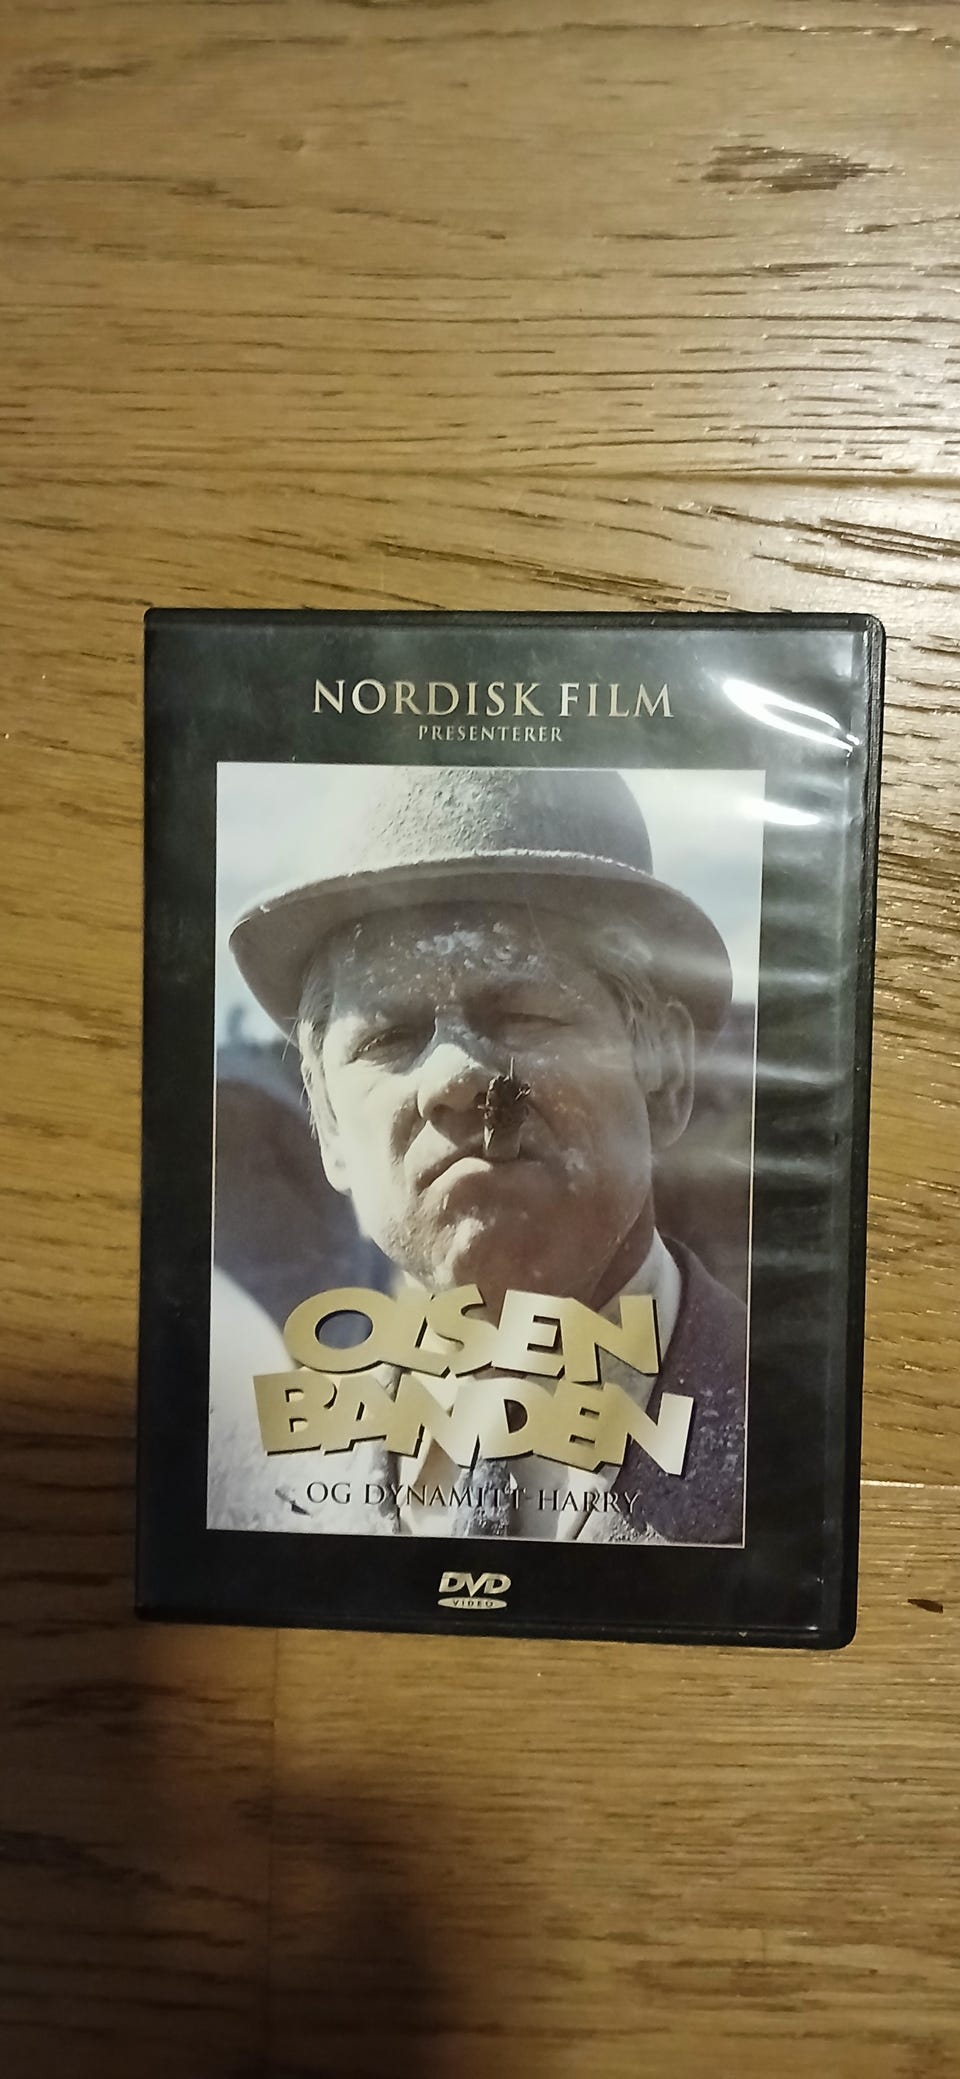 NORDISK FILM
PRESENTERER
OLSEN
BANDEN
OG DYNAMITT-HARRY
DVD
VIDEO